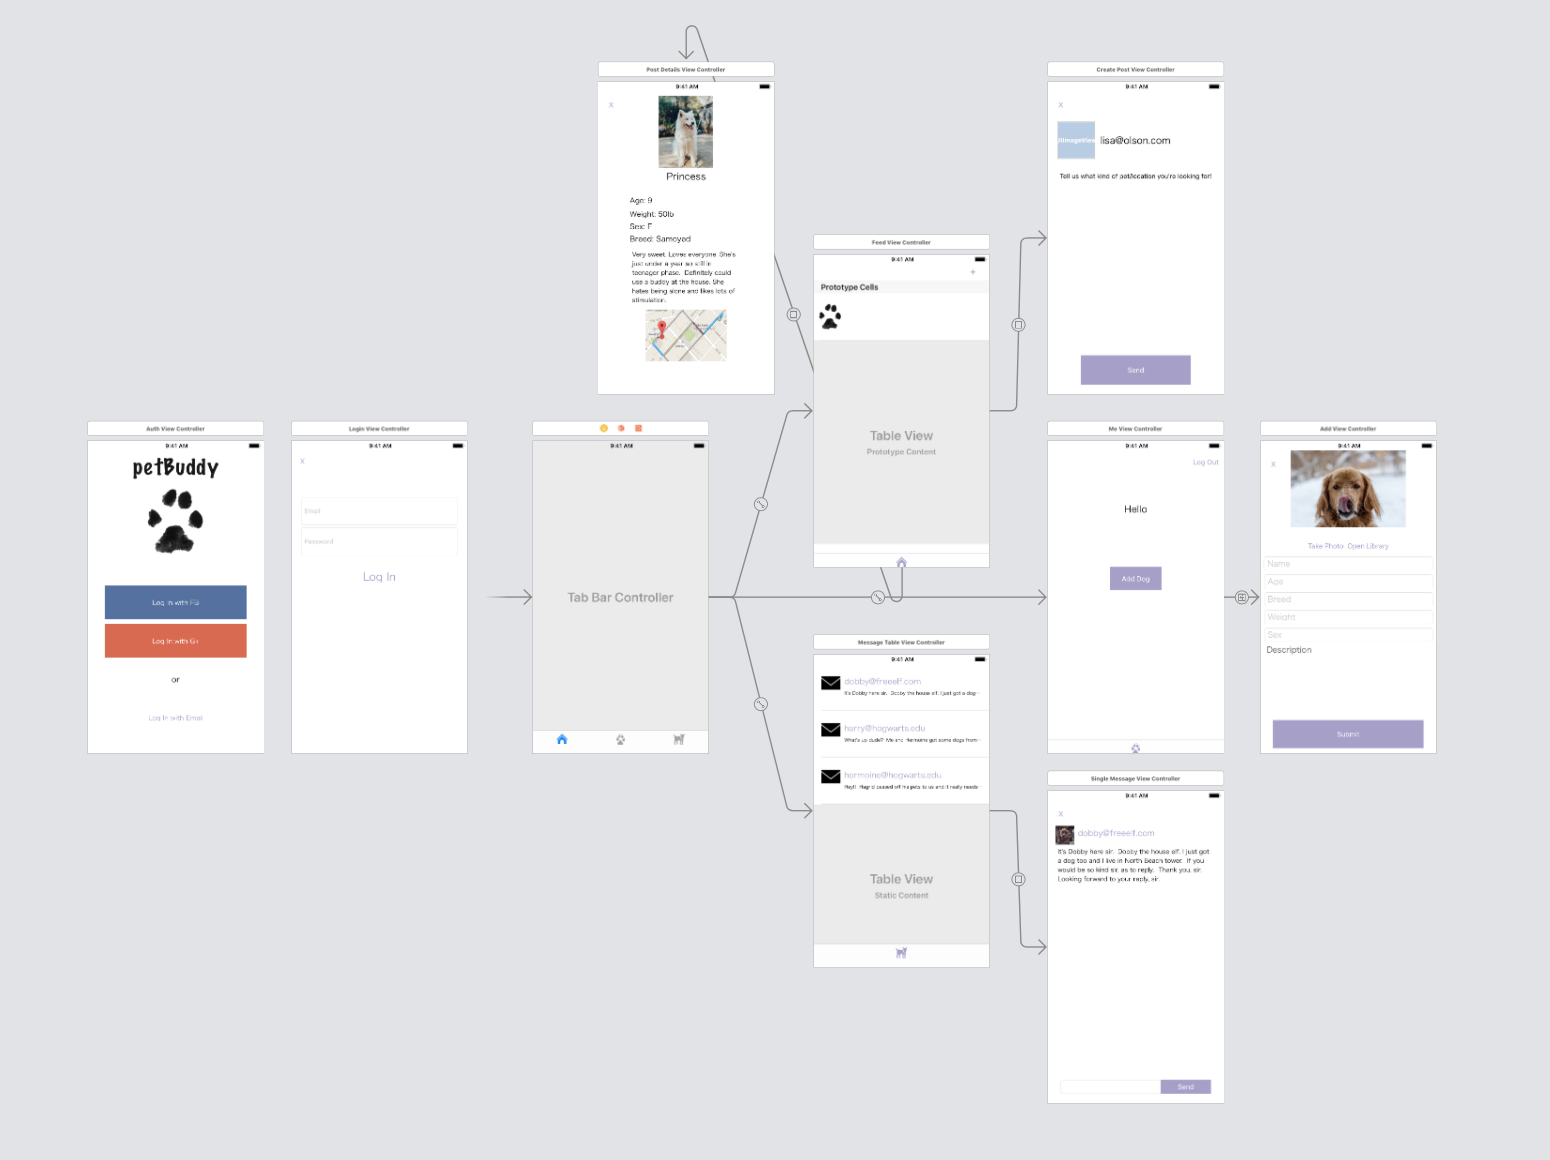 Post Details View Controller
9:41 AM
X
Princess
Age: 9
Weight: 50lb
Sex: F
Breed: Samoyed
Very sweet. Loves everyone. She's
just under a year so still in
teenager phase. Definitely could
use a buddy at the house. She
hates being alone and likes lots of
stimulation.
Create Post View Controller
9:41 AM
X
UIImageView
lisa@olson.com
Tell us what kind of pet/location you're looking for!
Send
Feed View Controller
9:41 AM
+
Prototype Cells
Table View
Prototype Content
Auth View Controller
9:41 AM
petBuddy
Log In with FB
Log In with G+
or
Log In with Email
Login View Controller
9:41 AM
X
Email
Password
Log In
9:41 AM
Tab Bar Controller
Me View Controller
9:41 AM
Log Out
Hello
Add Dog
Add View Controller
9:41 AM
X
Take Photo Open Library
Name
Age
Breed
Weight
Sex
Description
Submit
Message Table View Controller
9:41 AM
dobby@freeelf.com
It's Dobby here sir. Dobby the house elf. I just got a dog...
harry@hogwarts.edu
What's up dude? Me and Hermoine got some dogs from...
hermoine@hogwarts.edu
Hey!! Hagrid passed off his pets to us and it really needs...
Table View
Static Content
Single Message View Controller
9:41 AM
X
dobby@freeelf.com
It's Dobby here sir. Dobby the house elf. I just got
a dog too and I live in North Beach tower. If you
would be so kind sir, as to reply. Thank you, sir.
Looking forward to your reply, sir.
Send